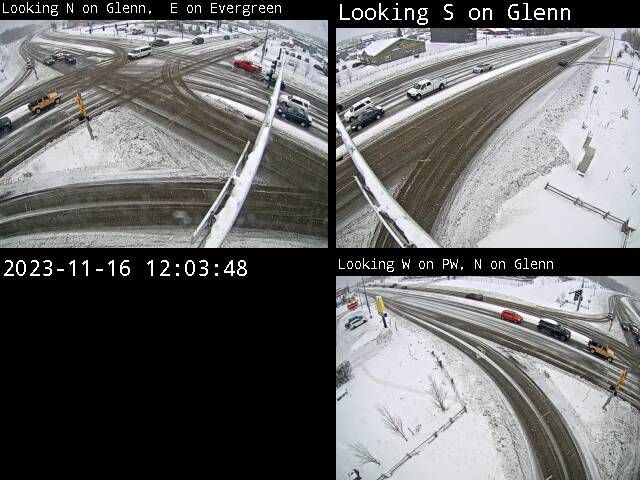 Looking N on Glenn,  E on Evergreen
Looking S on Glenn
2023-11-16 12:03:48
Looking W on PW, N on Glenn